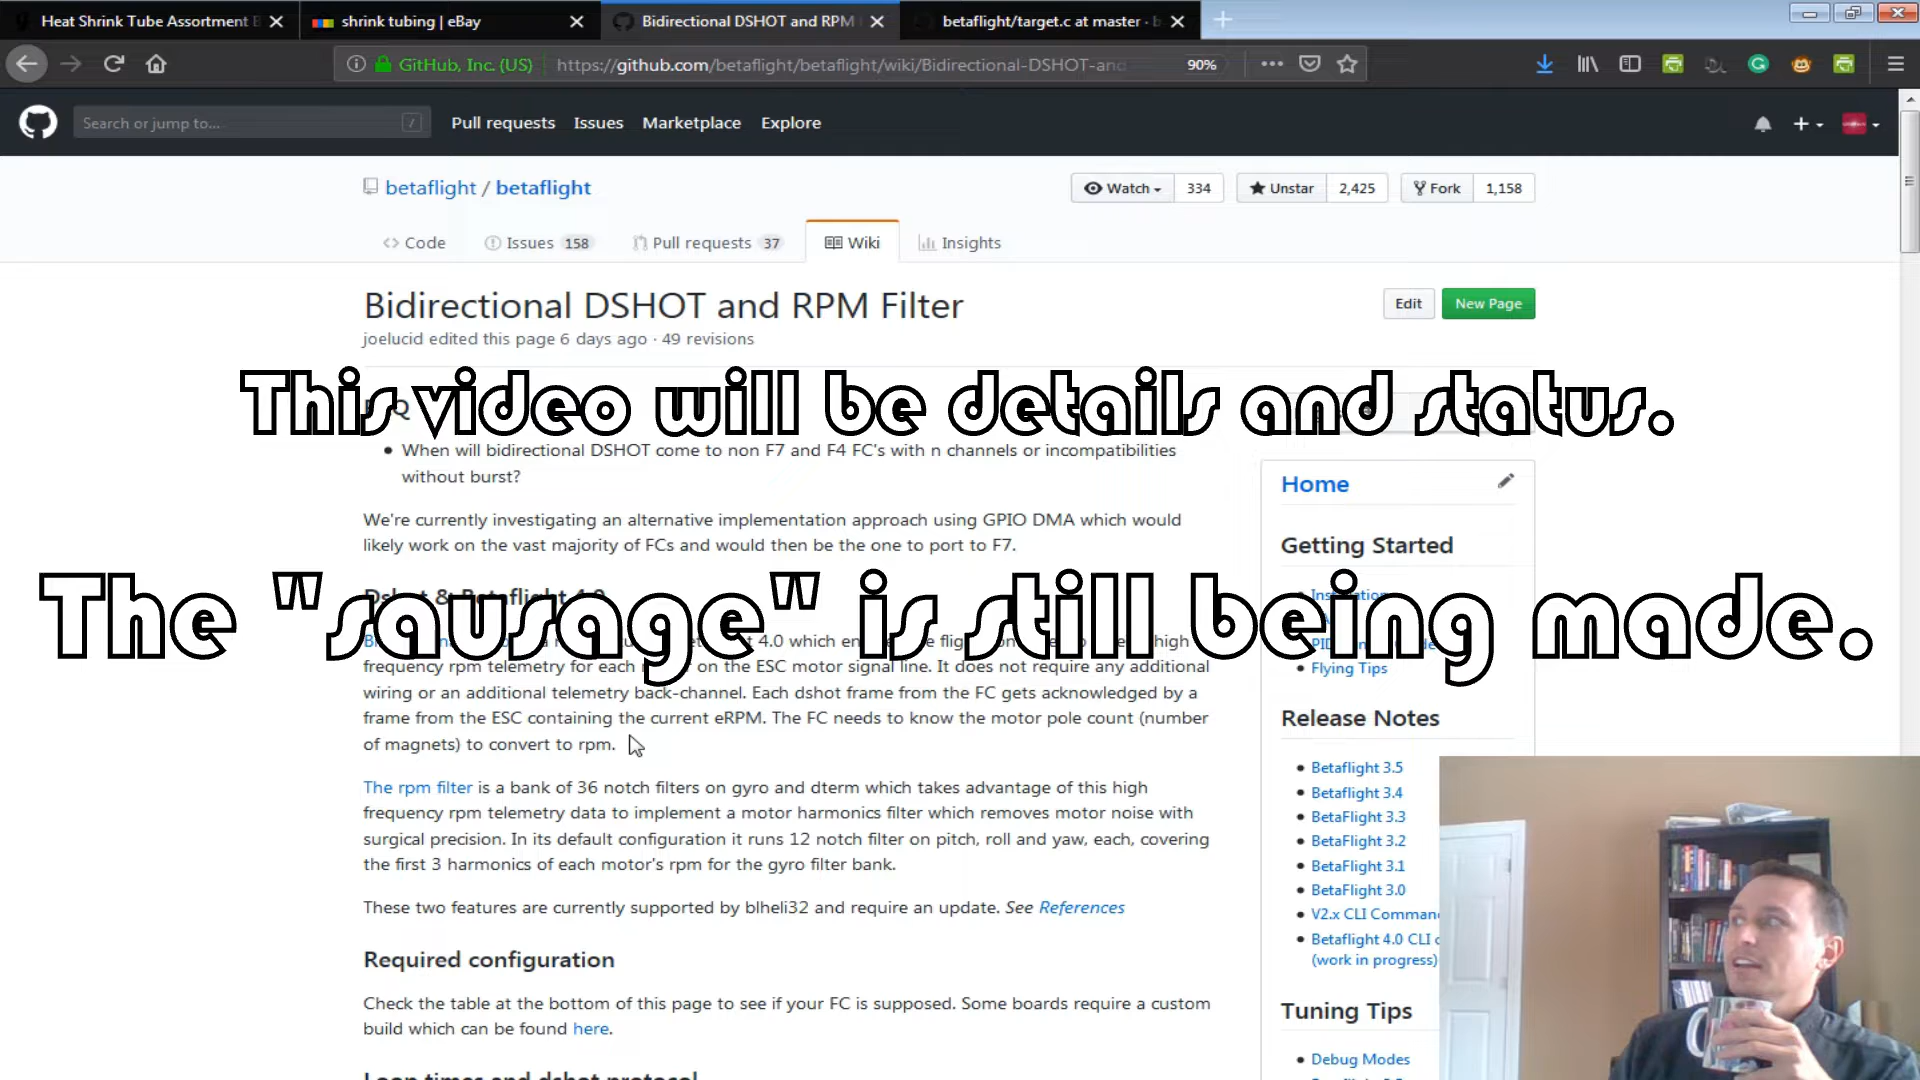 Heat Shrink Tube Assortment
shrink tubing | eBay
Bidirectional DSHOT and RPM
betaflight/target.c at master · b
GitHub, Inc. (US)
https://github.com/betaflight/betaflight/wiki/Bidirectional-DSHOT-and
90%
Search or jump to...
/
Pull requests
Issues
Marketplace
Explore
betaflight / betaflight
Watch
334
Unstar
2,425
Fork
1,158
Code
Issues 158
Pull requests 37
Wiki
Insights
Bidirectional DSHOT and RPM Filter
Edit
New Page
joelucid edited this page 6 days ago · 49 revisions
This video will be details and status.
• When will bidirectional DSHOT come to non F7 and F4 FC's with n channels or incompatibilities
without burst?
We're currently investigating an alternative implementation approach using GPIO DMA which would
likely work on the vast majority of FCs and would then be the one to port to F7.
The "sausage" is still being made.
4.0 which
frequency rpm telemetry for each on the ESC motor signal line. It does not require any additional
wiring or an additional telemetry back-channel. Each dshot frame from the FC gets acknowledged by a
frame from the ESC containing the current eRPM. The FC needs to know the motor pole count (number
of magnets) to convert to rpm.
The rpm filter is a bank of 36 notch filters on gyro and dterm which takes advantage of this high
frequency rpm telemetry data to implement a motor harmonics filter which removes motor noise with
surgical precision. In its default configuration it runs 12 notch filter on pitch, roll and yaw, each, covering
the first 3 harmonics of each motor's rpm for the gyro filter bank.
These two features are currently supported by blheli32 and require an update. See References
Required configuration
Check the table at the bottom of this page to see if your FC is supposed. Some boards require a custom
build which can be found here.
Loop times and dshot protocol
Home
Getting Started
• Flying Tips
Release Notes
• Betaflight 3.5
• Betaflight 3.4
• BetaFlight 3.3
• BetaFlight 3.2
• BetaFlight 3.1
• BetaFlight 3.0
• V2.x CLI Comman
• Betaflight 4.0 CLI
(work in progress)
Tuning Tips
• Debug Modes